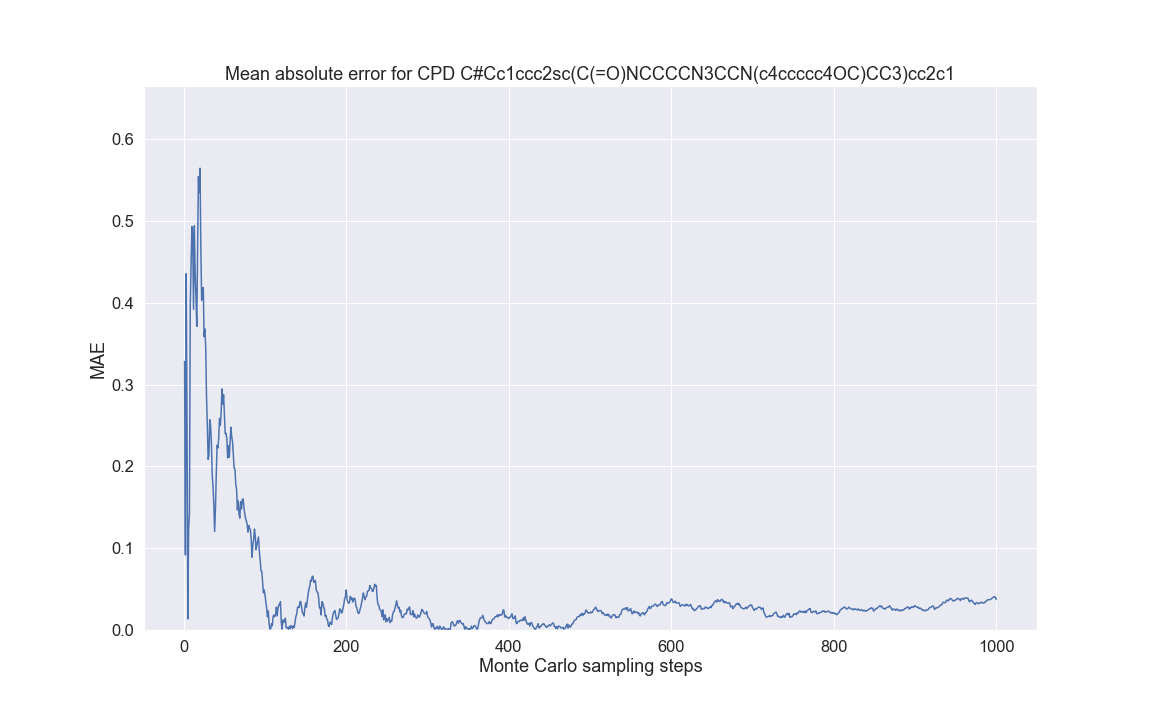 Mean absolute error for CPD C#Cc1ccc2sc(C(=O)NCCCCN3CCN(c4ccccc4OC)CC3)cc2c1
0.6
0.5
0.4
0.3
0.2
0.1
0.0
MAE
0 200 400 600 800 1000
Monte Carlo sampling steps